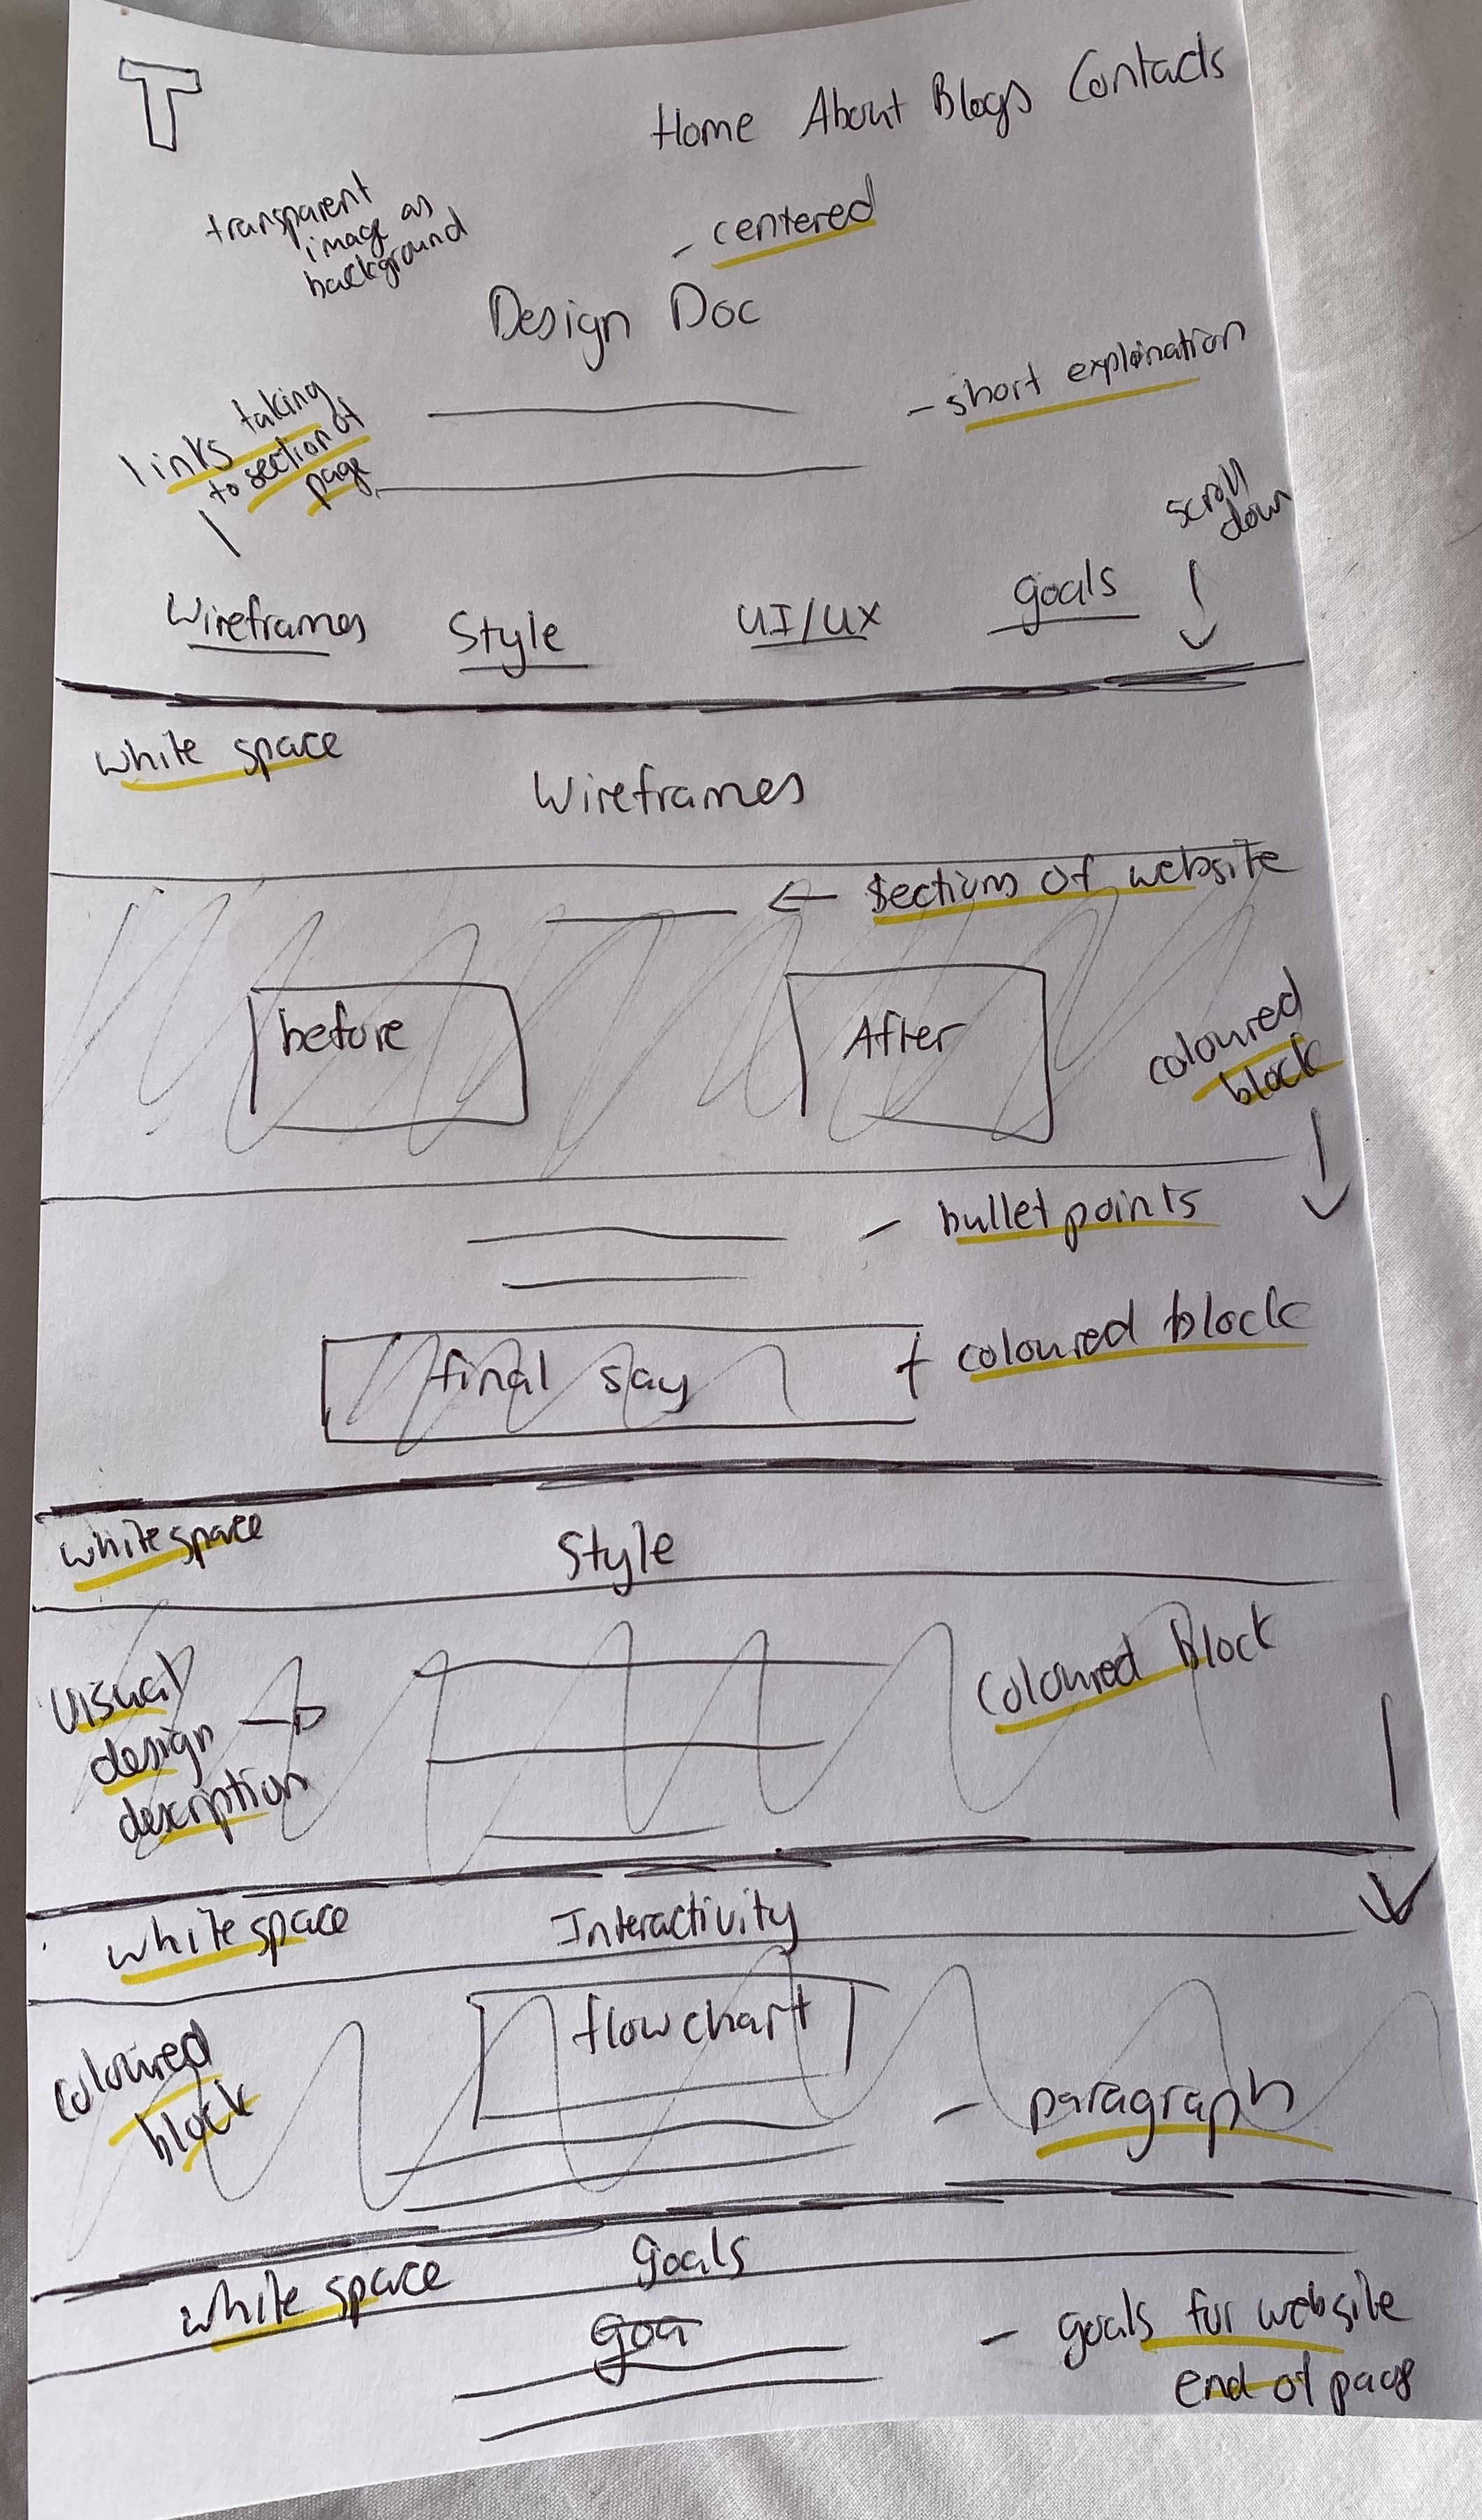 T
Home About Blogs Contacts
transparent
image as
background
- centered
Design Doc
- short explination
links taking
to section of
page
scroll
down
Wireframes Style UI/UX goals
white space
Wireframes
← Sections of website
before After
coloured
block
- bullet points
final say
+ coloured block
white space
Style
visual
design
description
Coloured block
white space
Interactivity
flowchart
coloured
block
- paragraph
goals
white space
goa
- goals for website
end of page